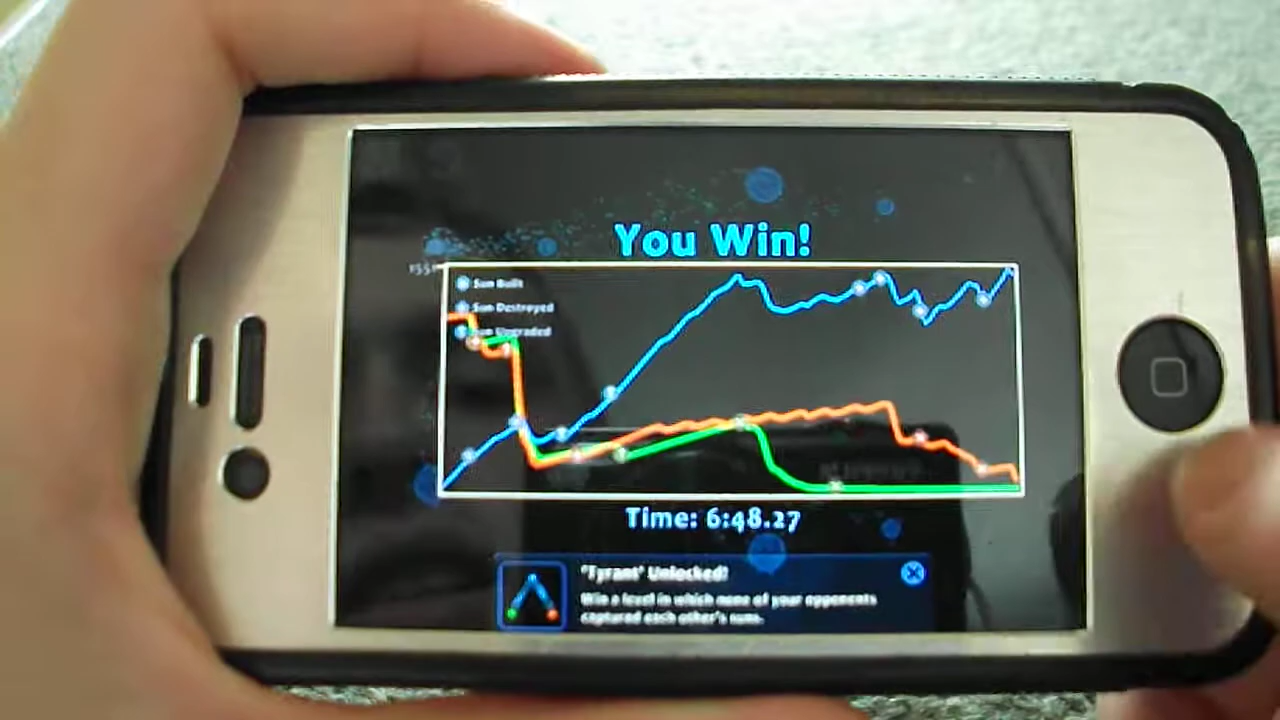 You Win!
155
Sun Built
Sun Destroyed
Sun Upgraded
Time: 6:48.27
'Tyrant' Unlocked!
Win a level in which none of your opponents
captured each other's suns.